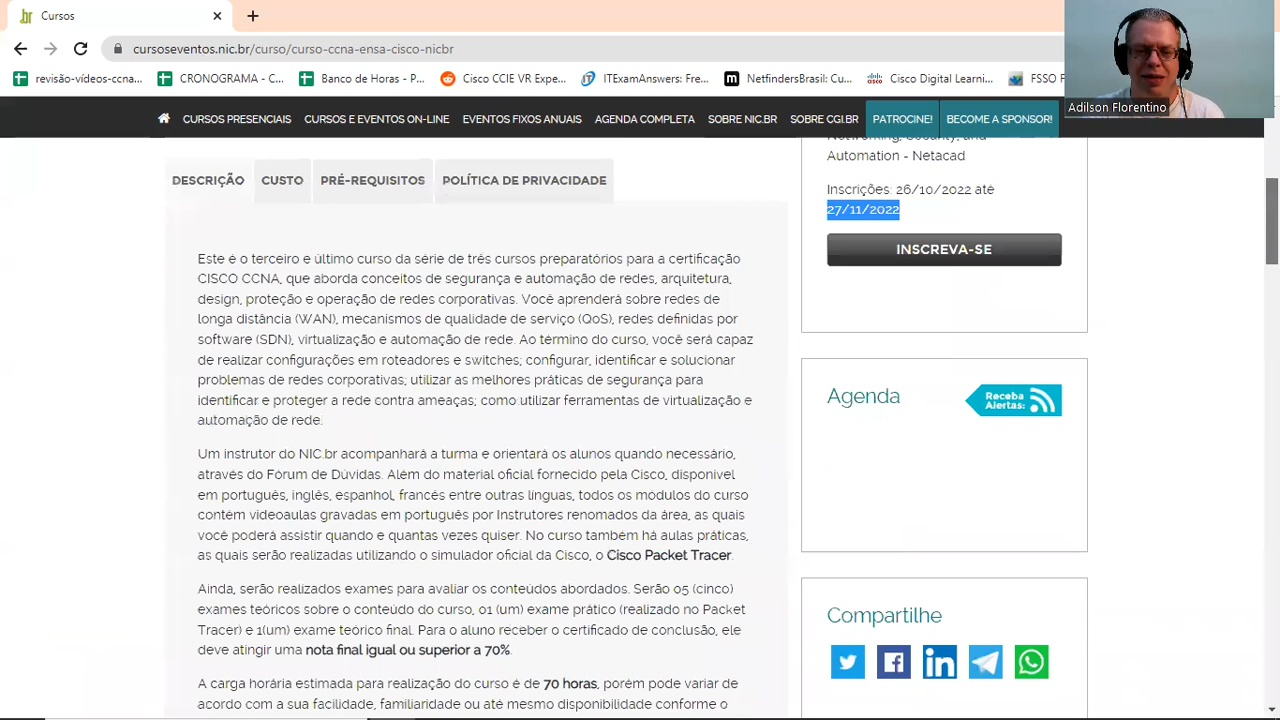 .br Cursos
cursoseventos.nic.br/curso/curso-ccna-ensa-cisco-nicbr
revisão-vídeos-ccna... CRONOGRAMA - C... Banco de Horas - P... Cisco CCIE VR Expe... ITExamAnswers: Fre... NetfindersBrasil: Cu... Cisco Digital Learni... FSSO F
Adilson Florentino
CURSOS PRESENCIAIS CURSOS E EVENTOS ON-LINE EVENTOS FIXOS ANUAIS AGENDA COMPLETA SOBRE NIC.BR SOBRE CGI.BR PATROCINE! BECOME A SPONSOR!
DESCRIÇÃO CUSTO PRÉ-REQUISITOS POLÍTICA DE PRIVACIDADE
Este é o terceiro e último curso da série de três cursos preparatórios para a certificação
CISCO CCNA, que aborda conceitos de segurança e automação de redes, arquitetura,
design, proteção e operação de redes corporativas. Você aprenderá sobre redes de
longa distância (WAN), mecanismos de qualidade de serviço (QoS), redes definidas por
software (SDN), virtualização e automação de rede. Ao término do curso, você será capaz
de realizar configurações em roteadores e switches; configurar, identificar e solucionar
problemas de redes corporativas; utilizar as melhores práticas de segurança para
identificar e proteger a rede contra ameaças; como utilizar ferramentas de virtualização e
automação de rede.
Um instrutor do NIC.br acompanhará a turma e orientará os alunos quando necessário,
através do Fórum de Dúvidas. Além do material oficial fornecido pela Cisco, disponível
em português, inglês, espanhol, francês entre outras línguas, todos os módulos do curso
contém videoaulas gravadas em português por Instrutores renomados da área, as quais
você poderá assistir quando e quantas vezes quiser. No curso também há aulas práticas,
as quais serão realizadas utilizando o simulador oficial da Cisco, o Cisco Packet Tracer.
Ainda, serão realizados exames para avaliar os conteúdos abordados. Serão 05 (cinco)
exames teóricos sobre o conteúdo do curso, 01 (um) exame prático (realizado no Packet
Tracer) e 1(um) exame teórico final. Para o aluno receber o certificado de conclusão, ele
deve atingir uma nota final igual ou superior a 70%.
A carga horária estimada para realização do curso é de 70 horas, porém pode variar de
acordo com a sua facilidade, familiaridade ou até mesmo disponibilidade conforme o
Networking, Security, and
Automation - Netacad
Inscrições: 26/10/2022 até
27/11/2022
INSCREVA-SE
Agenda
Receba
Alertas:
Compartilhe